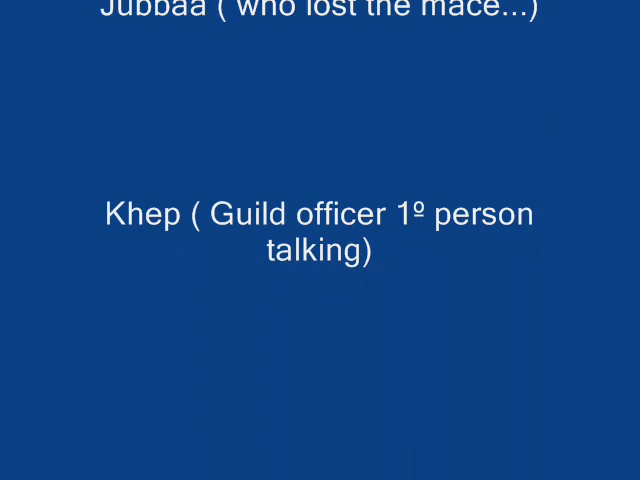 Jubbaa ( who lost the mace...)
Khep ( Guild officer 1º person
talking)